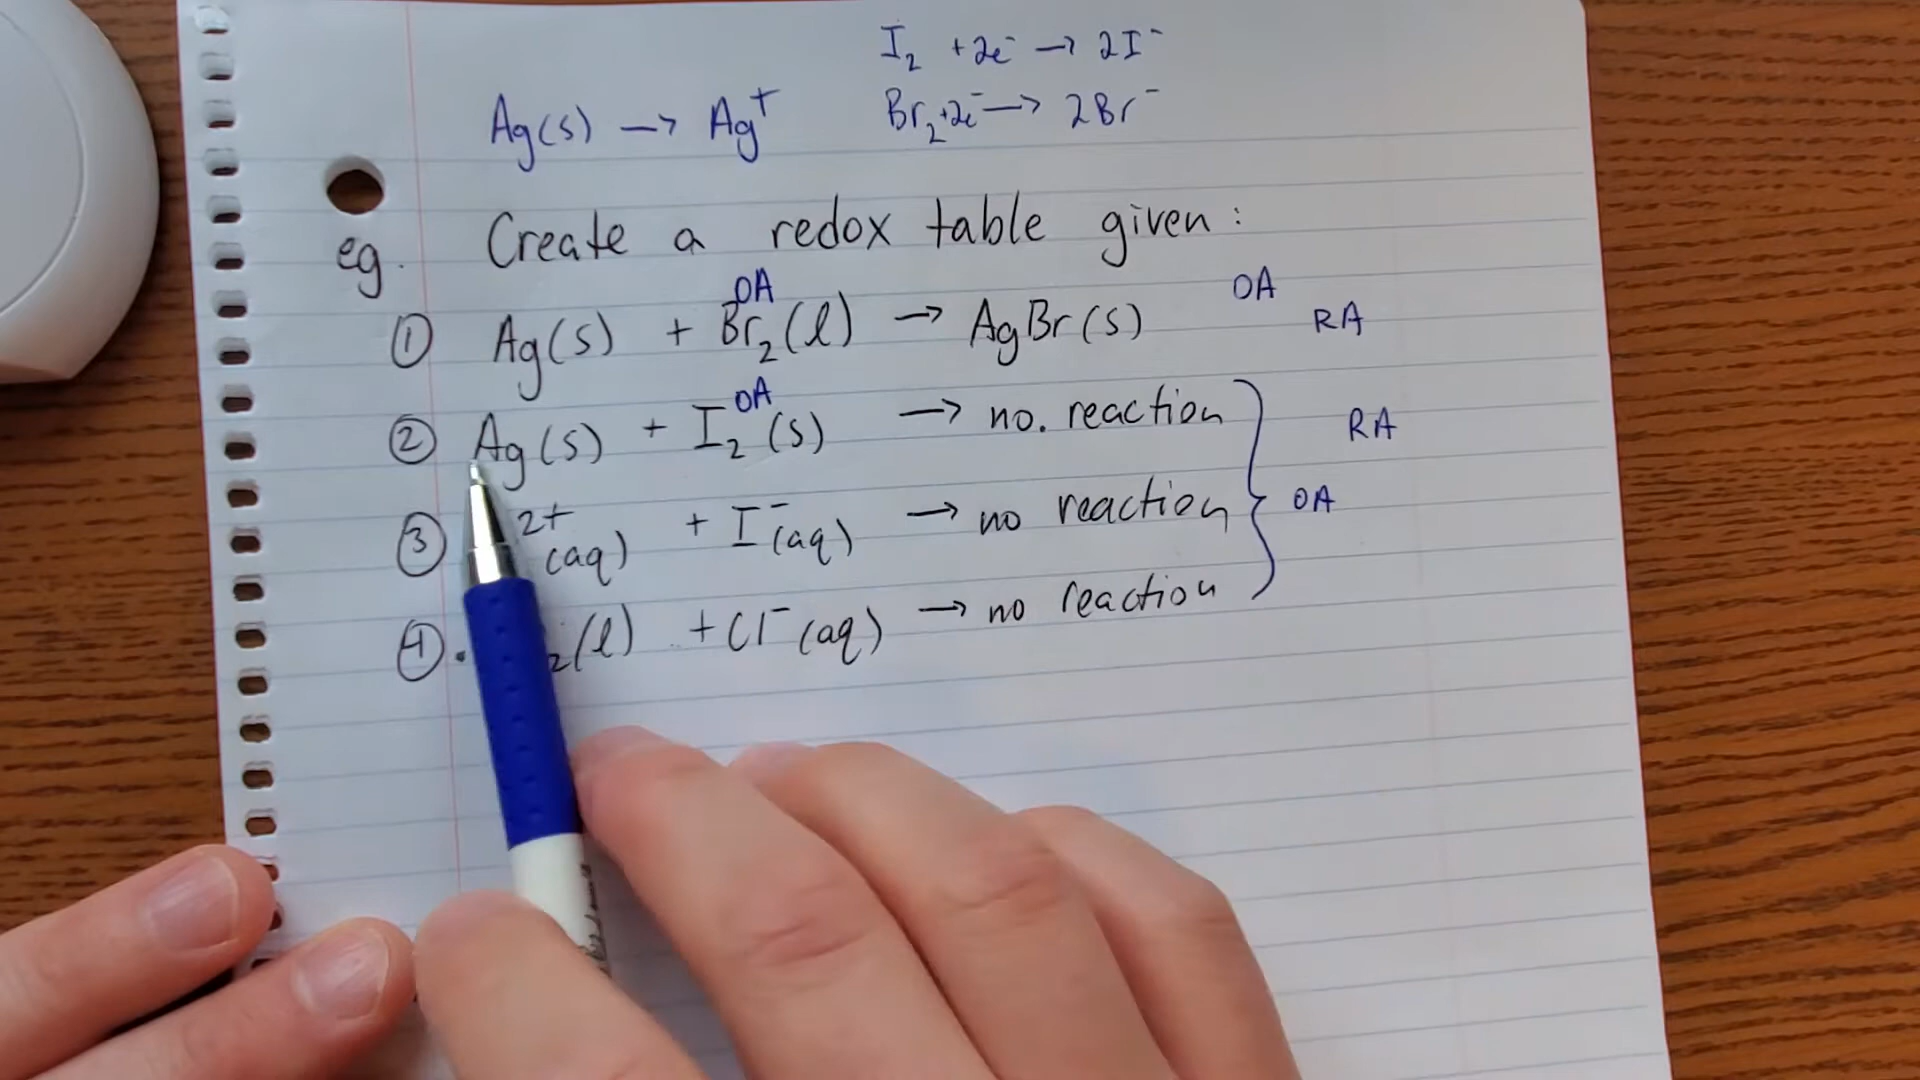 I₂ + 2e⁻ → 2I⁻
Ag(s) → Ag⁺ Br₂+2e⁻ → 2Br⁻
eg. Create a redox table given:
OA OA
① Ag(s) + Br₂(l) → AgBr(s) RA
OA
② Ag(s) + I₂(s) → no. reaction RA
③ ²⁺(aq) + I⁻(aq) → no reaction OA
④. ₂(l) + Cl⁻(aq) → no reaction